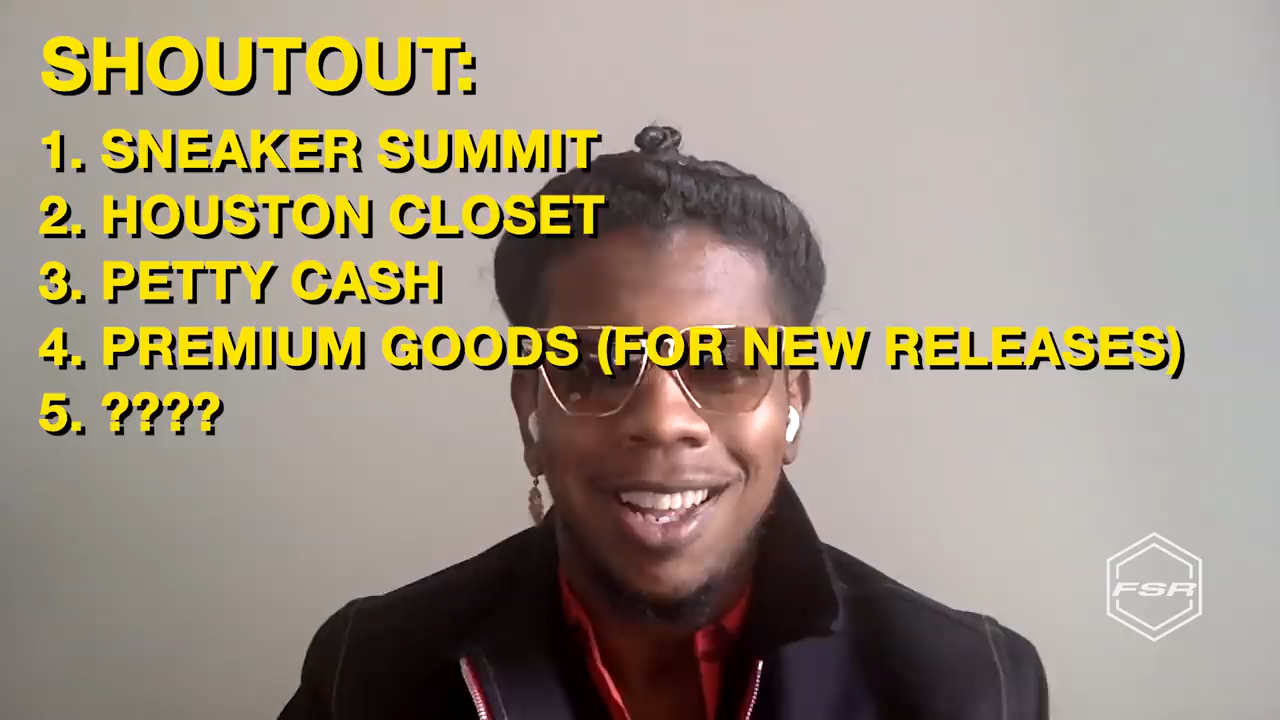 SHOUTOUT:
1. SNEAKER SUMMIT
2. HOUSTON CLOSET
3. PETTY CASH
4. PREMIUM GOODS (FOR NEW RELEASES)
5. ????
FSR